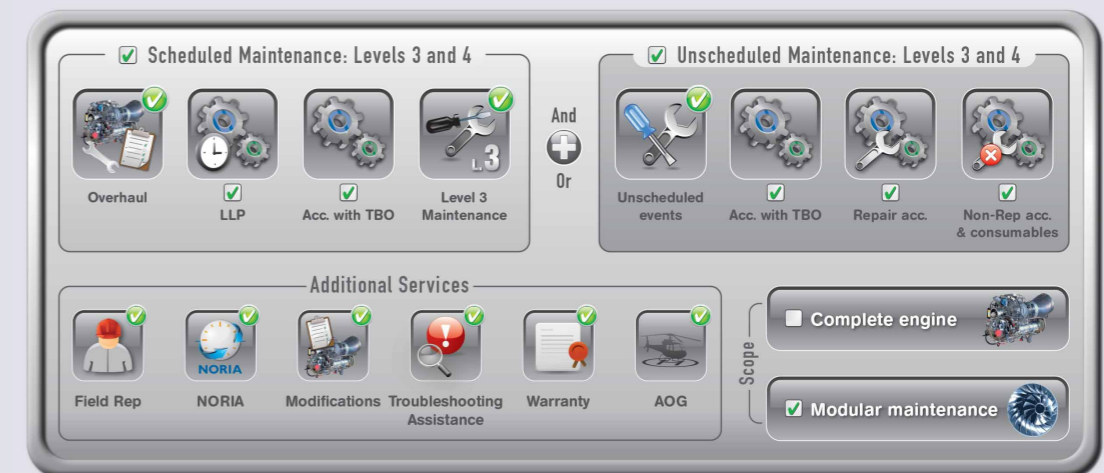 Scheduled Maintenance: Levels 3 and 4
Overhaul
LLP
Acc. with TBO
L.3
Level 3
Maintenance
And
Or
Unscheduled Maintenance: Levels 3 and 4
Unscheduled
events
Acc. with TBO
Repair acc.
Non-Rep acc.
& consumables
Additional Services
Field Rep
NORIA
NORIA
Modifications
Troubleshooting
Assistance
Warranty
AOG
Scope
Complete engine
Modular maintenance